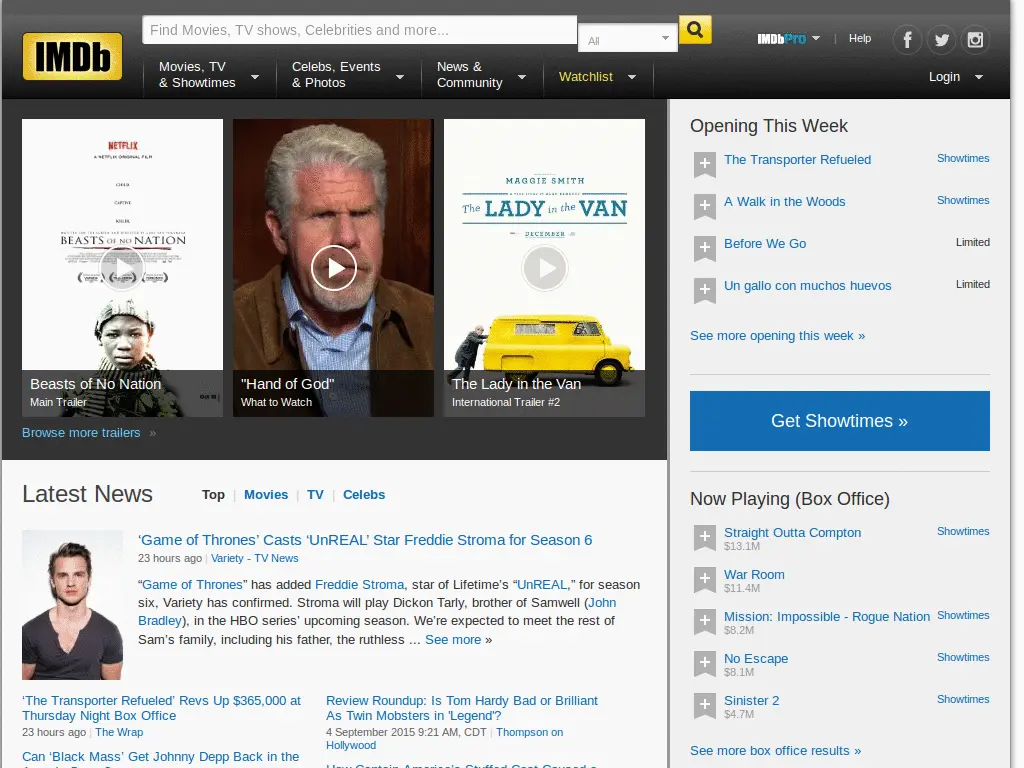 IMDb
Find Movies, TV shows, Celebrities and more...
All
IMDbPro
Help
Movies, TV
& Showtimes
Celebs, Events
& Photos
News &
Community
Watchlist
Login
NETFLIX
A NETFLIX ORIGINAL FILM
CHILD
CAPTIVE
KILLER
BEASTS OF NO NATION
Beasts of No Nation
Main Trailer
"Hand of God"
What to Watch
MAGGIE SMITH
The LADY in the VAN
DECEMBER
The Lady in the Van
International Trailer #2
Browse more trailers »
Opening This Week
The Transporter Refueled Showtimes
A Walk in the Woods Showtimes
Before We Go Limited
Un gallo con muchos huevos Limited
See more opening this week »
Get Showtimes »
Now Playing (Box Office)
Straight Outta Compton Showtimes
$13.1M
War Room
$11.4M
Mission: Impossible - Rogue Nation Showtimes
$8.2M
No Escape Showtimes
$8.1M
Sinister 2 Showtimes
$4.7M
See more box office results »
Latest News
Top | Movies | TV | Celebs
‘Game of Thrones’ Casts ‘UnREAL’ Star Freddie Stroma for Season 6
23 hours ago | Variety - TV News
“Game of Thrones” has added Freddie Stroma, star of Lifetime’s “UnREAL,” for season
six, Variety has confirmed. Stroma will play Dickon Tarly, brother of Samwell (John
Bradley), in the HBO series’ upcoming season. We’re expected to meet the rest of
Sam’s family, including his father, the ruthless ... See more »
‘The Transporter Refueled’ Revs Up $365,000 at
Thursday Night Box Office
23 hours ago | The Wrap
Can ‘Black Mass’ Get Johnny Depp Back in the
Review Roundup: Is Tom Hardy Bad or Brilliant
As Twin Mobsters in 'Legend'?
4 September 2015 9:21 AM, CDT | Thompson on
Hollywood